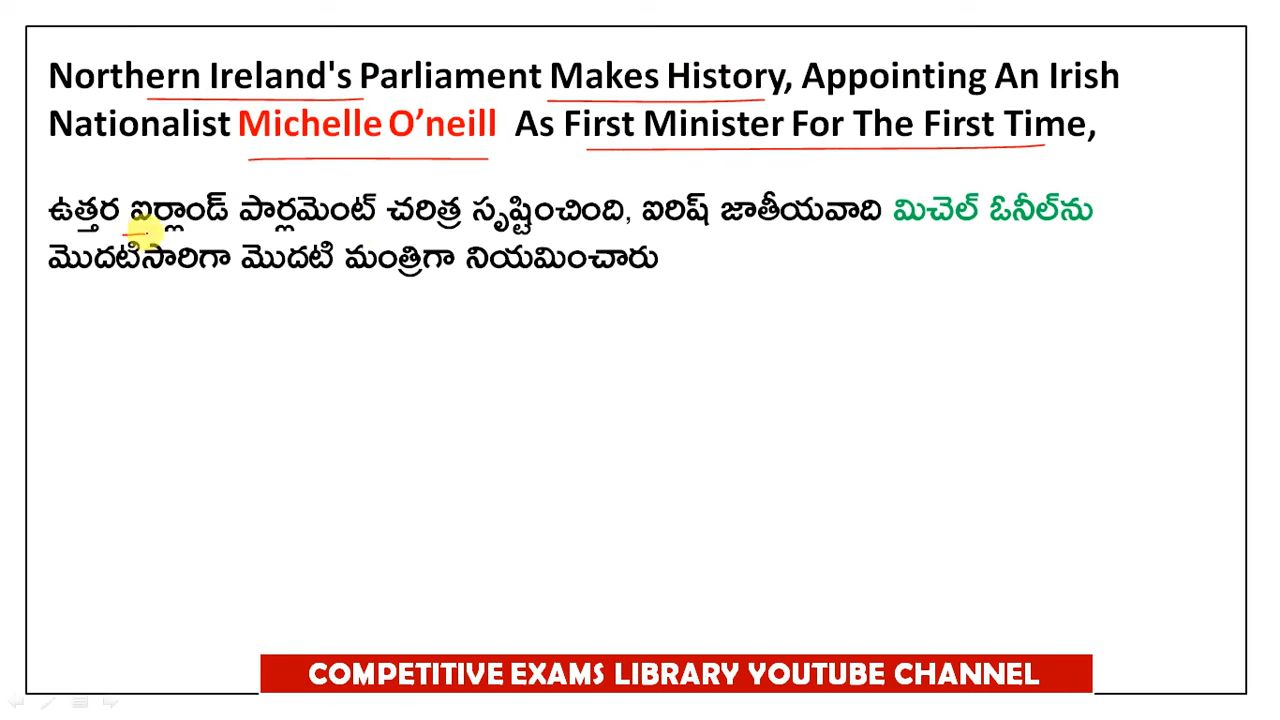 Northern Ireland's Parliament Makes History, Appointing An Irish
Nationalist Michelle O’neill As First Minister For The First Time,
ఉత్తర ఐర్లాండ్ పార్లమెంట్ చరిత్ర సృష్టించింది, ఐరిష్ జాతీయవాది మిచెల్ ఓనీల్‌ను
మొదటిసారిగా మొదటి మంత్రిగా నియమించారు
COMPETITIVE EXAMS LIBRARY YOUTUBE CHANNEL